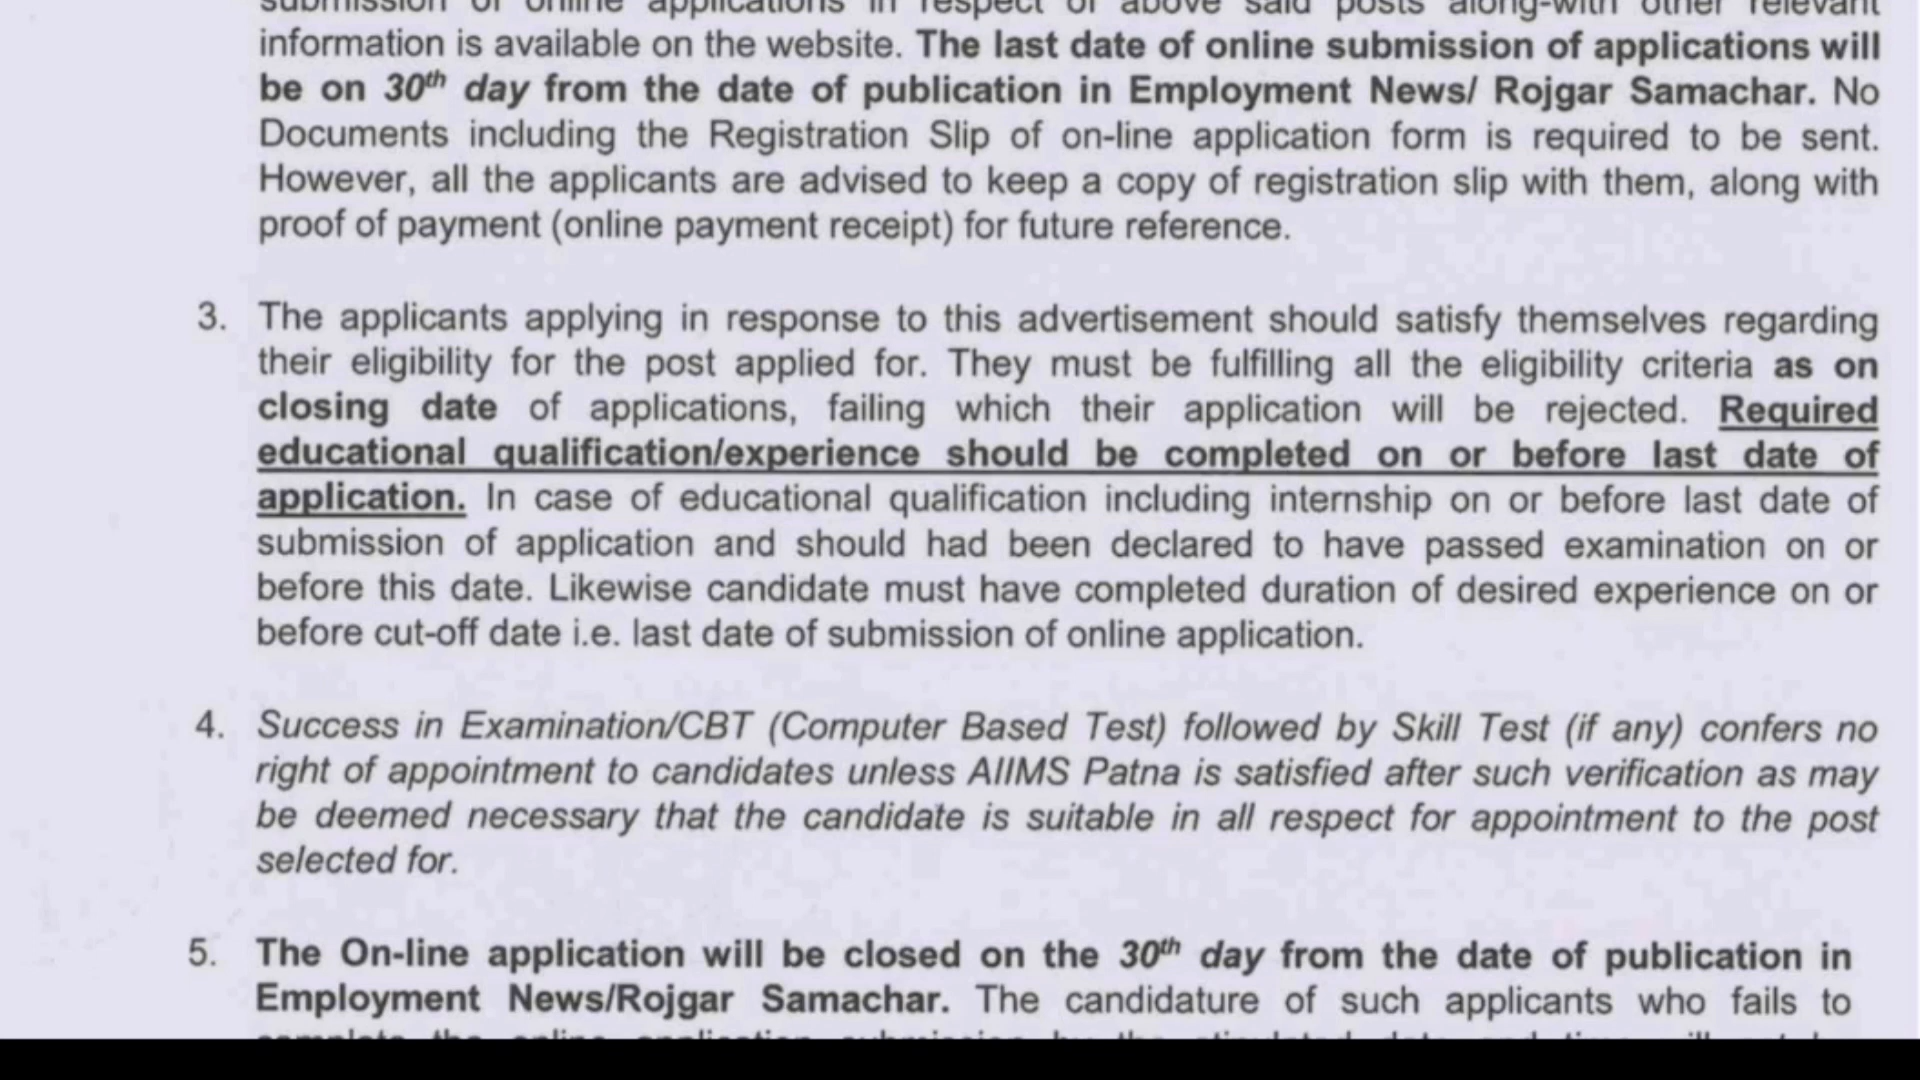 submission of online applications in respect of above said posts along-with other relevant
information is available on the website. The last date of online submission of applications will
be on 30th day from the date of publication in Employment News/ Rojgar Samachar. No
Documents including the Registration Slip of on-line application form is required to be sent.
However, all the applicants are advised to keep a copy of registration slip with them, along with
proof of payment (online payment receipt) for future reference.
3. The applicants applying in response to this advertisement should satisfy themselves regarding
their eligibility for the post applied for. They must be fulfilling all the eligibility criteria as on
closing date of applications, failing which their application will be rejected. Required
educational qualification/experience should be completed on or before last date of
application. In case of educational qualification including internship on or before last date of
submission of application and should had been declared to have passed examination on or
before this date. Likewise candidate must have completed duration of desired experience on or
before cut-off date i.e. last date of submission of online application.
4. Success in Examination/CBT (Computer Based Test) followed by Skill Test (if any) confers no
right of appointment to candidates unless AIIMS Patna is satisfied after such verification as may
be deemed necessary that the candidate is suitable in all respect for appointment to the post
selected for.
5. The On-line application will be closed on the 30th day from the date of publication in
Employment News/Rojgar Samachar. The candidature of such applicants who fails to